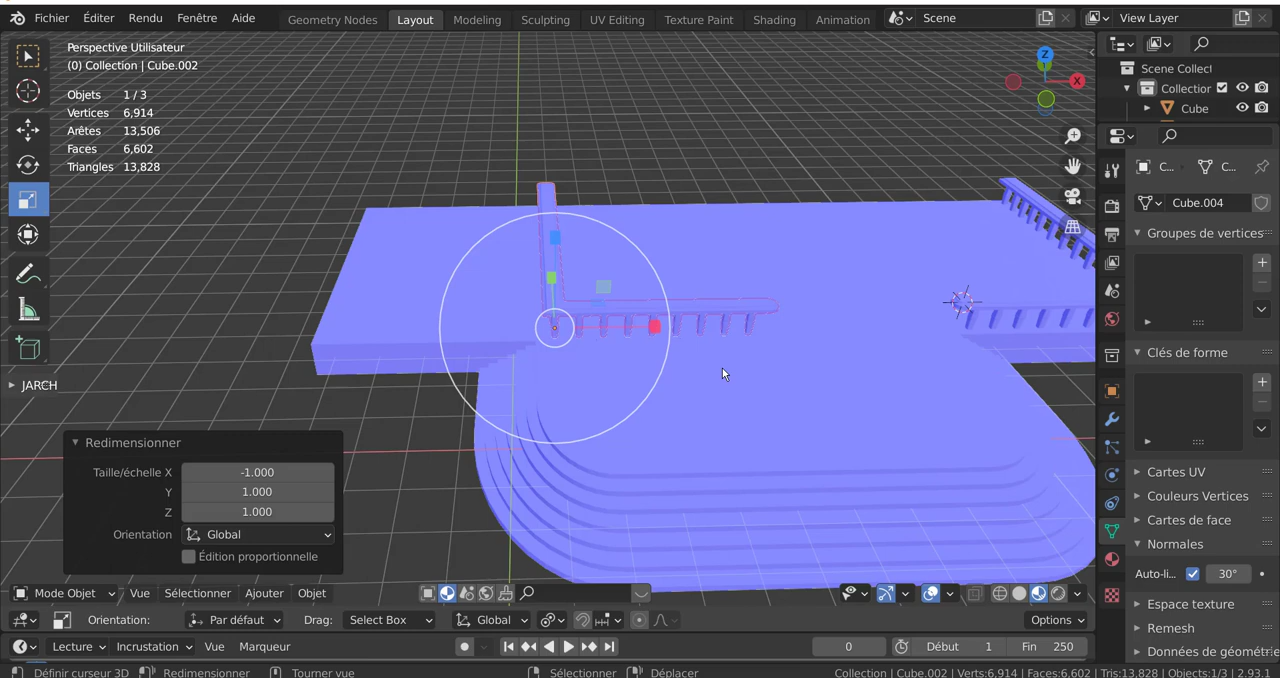 Fichier Éditer Rendu Fenêtre Aide Geometry Nodes Layout Modeling Sculpting UV Editing Texture Paint Shading Animation Scene View Layer
Perspective Utilisateur
(0) Collection | Cube.002
Objets 1 / 3
Vertices 6,914
Arêtes 13,506
Faces 6,602
Triangles 13,828
Z
X
Scene Collect
Collectior
Cube
C...
C...
Cube.004
Groupes de vertices
Clés de forme
Cartes UV
Couleurs Vertices
Cartes de face
Normales
Auto-li... 30°
Espace texture
Remesh
Données de géométrie
JARCH
Redimensionner
Taille/échelle X -1.000
Y 1.000
Z 1.000
Orientation Global
Édition proportionnelle
Mode Objet Vue Sélectionner Ajouter Objet
Orientation: Par défaut Drag: Select Box Global Options
Lecture Incrustation Vue Marqueur 0 Début 1 Fin 250
Définir curseur 3D Redimensionner Tourner vue Sélectionner Déplacer Collection | Cube.002 | Verts:6,914 | Faces:6,602 | Tris:13,828 | Objects:1/3 | 2.93.1